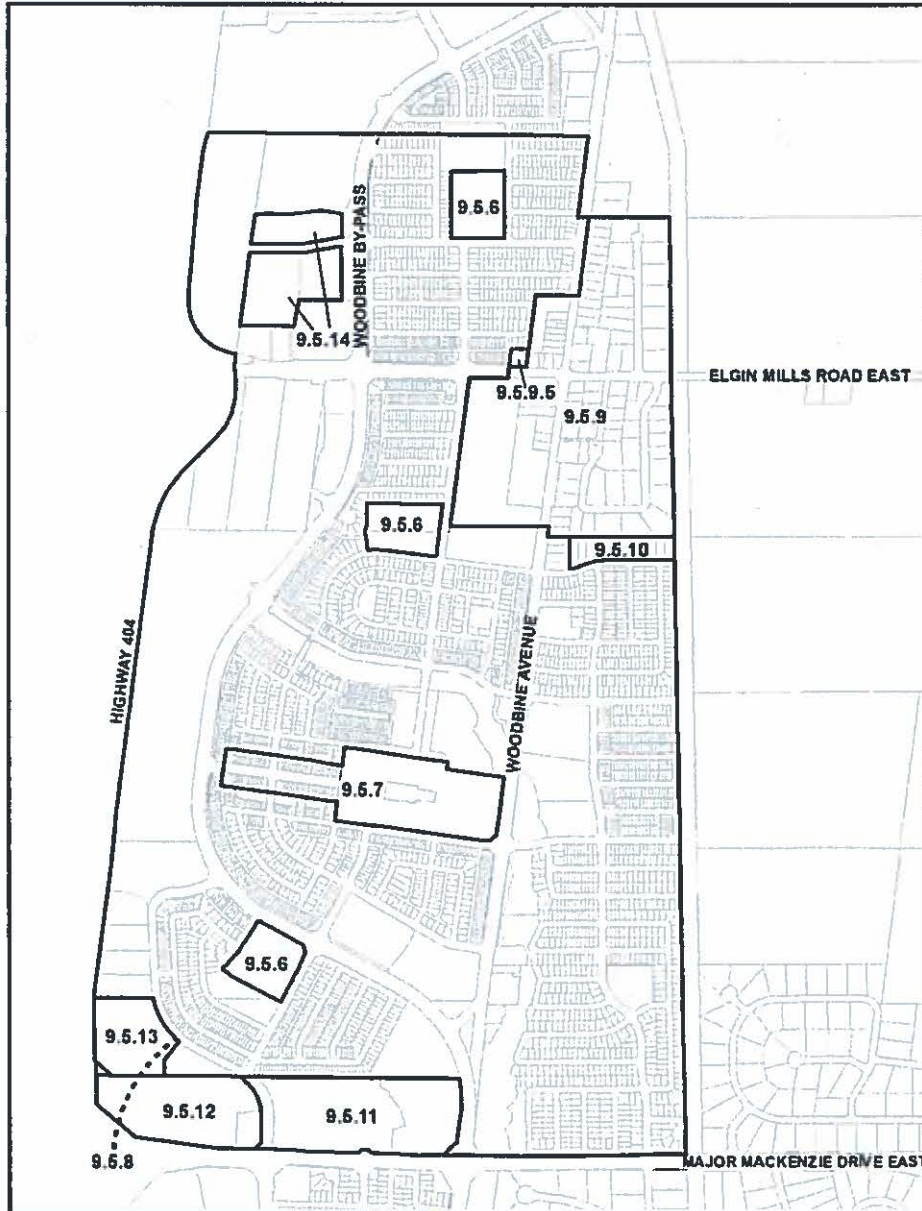 9.5.6
WOODBINE BY-PASS
9.5.14
ELGIN MILLS ROAD EAST
9.5.9.5
9.5.9
9.5.6
9.5.10
HIGHWAY 404
WOODBINE AVENUE
9.5.7
9.5.6
9.5.13
9.5.12
9.5.11
9.5.8
MAJOR MACKENZIE DRIVE EAST